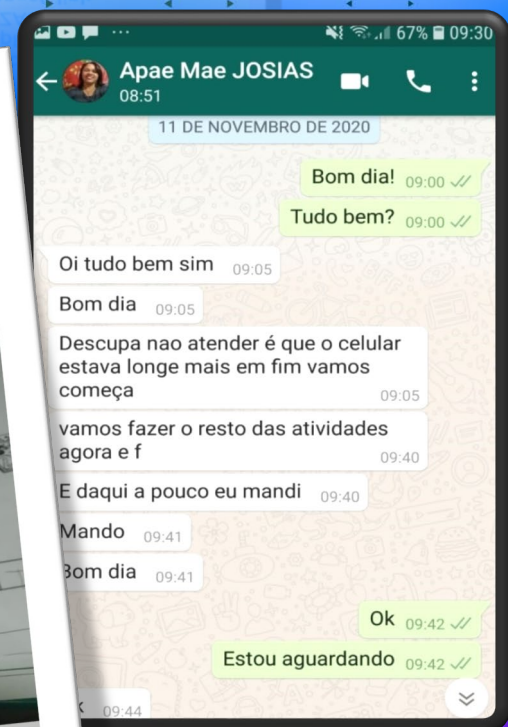 67% 09:30
Apae Mae JOSIAS
08:51
11 DE NOVEMBRO DE 2020
Bom dia! 09:00
Tudo bem? 09:00
Oi tudo bem sim 09:05
Bom dia 09:05
Descupa nao atender é que o celular
estava longe mais em fim vamos
começa 09:05
vamos fazer o resto das atividades
agora e f 09:40
E daqui a pouco eu mandi 09:40
Mando 09:41
Bom dia 09:41
Ok 09:42
Estou aguardando 09:42
09:44